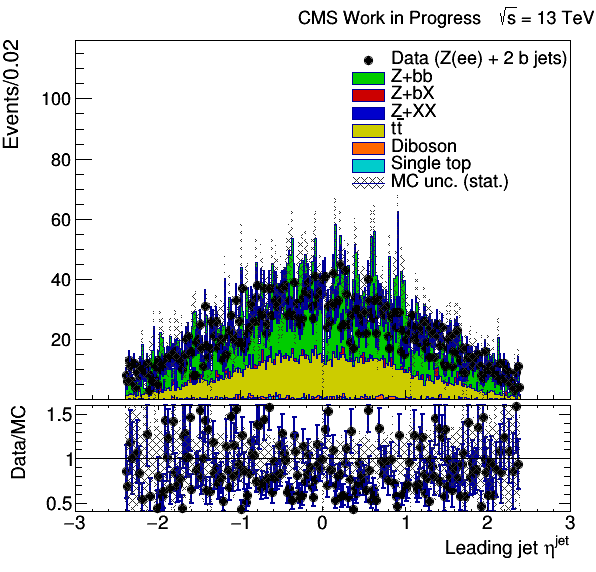 CMS Work in Progress √s = 13 TeV
Events/0.02
100
80
60
40
20
Data (Z(ee) + 2 b jets)
Z+bb
Z+bX
Z+XX
tt̄
Diboson
Single top
MC unc. (stat.)
Data/MC
1.5
1
0.5
−3 −2 −1 0 1 2 3
Leading jet η^jet